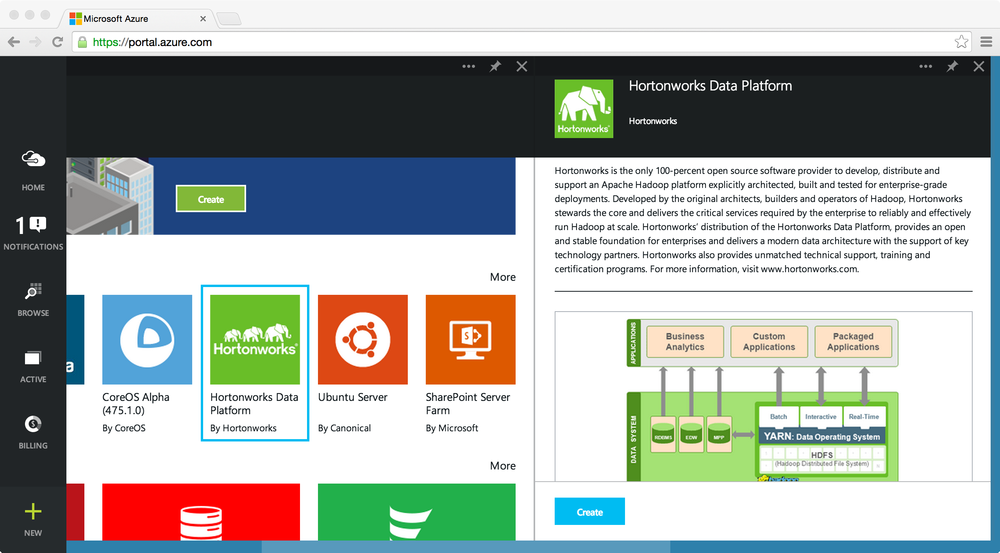 Microsoft Azure
https://portal.azure.com
HOME
1
NOTIFICATIONS
BROWSE
ACTIVE
$
BILLING
NEW
Create
More
a
Hortonworks
CoreOS Alpha
(475.1.0)
By CoreOS
Hortonworks Data
Platform
By Hortonworks
Ubuntu Server
By Canonical
S
SharePoint Server
Farm
By Microsoft
More
Hortonworks
Hortonworks Data Platform
Hortonworks
Hortonworks is the only 100-percent open source software provider to develop, distribute and
support an Apache Hadoop platform explicitly architected, built and tested for enterprise-grade
deployments. Developed by the original architects, builders and operators of Hadoop, Hortonworks
stewards the core and delivers the critical services required by the enterprise to reliably and effectively
run Hadoop at scale. Hortonworks’ distribution of the Hortonworks Data Platform, provides an open
and stable foundation for enterprises and delivers a modern data architecture with the support of key
technology partners. Hortonworks also provides unmatched technical support, training and
certification programs. For more information, visit www.hortonworks.com.
APPLICATIONS
Business
Analytics
Custom
Applications
Packaged
Applications
DATA SYSTEM
RDBMS
EDW
MPP
Batch
Interactive
Real-Time
YARN: Data Operating System
HDFS
(Hadoop Distributed File System)
N
Create